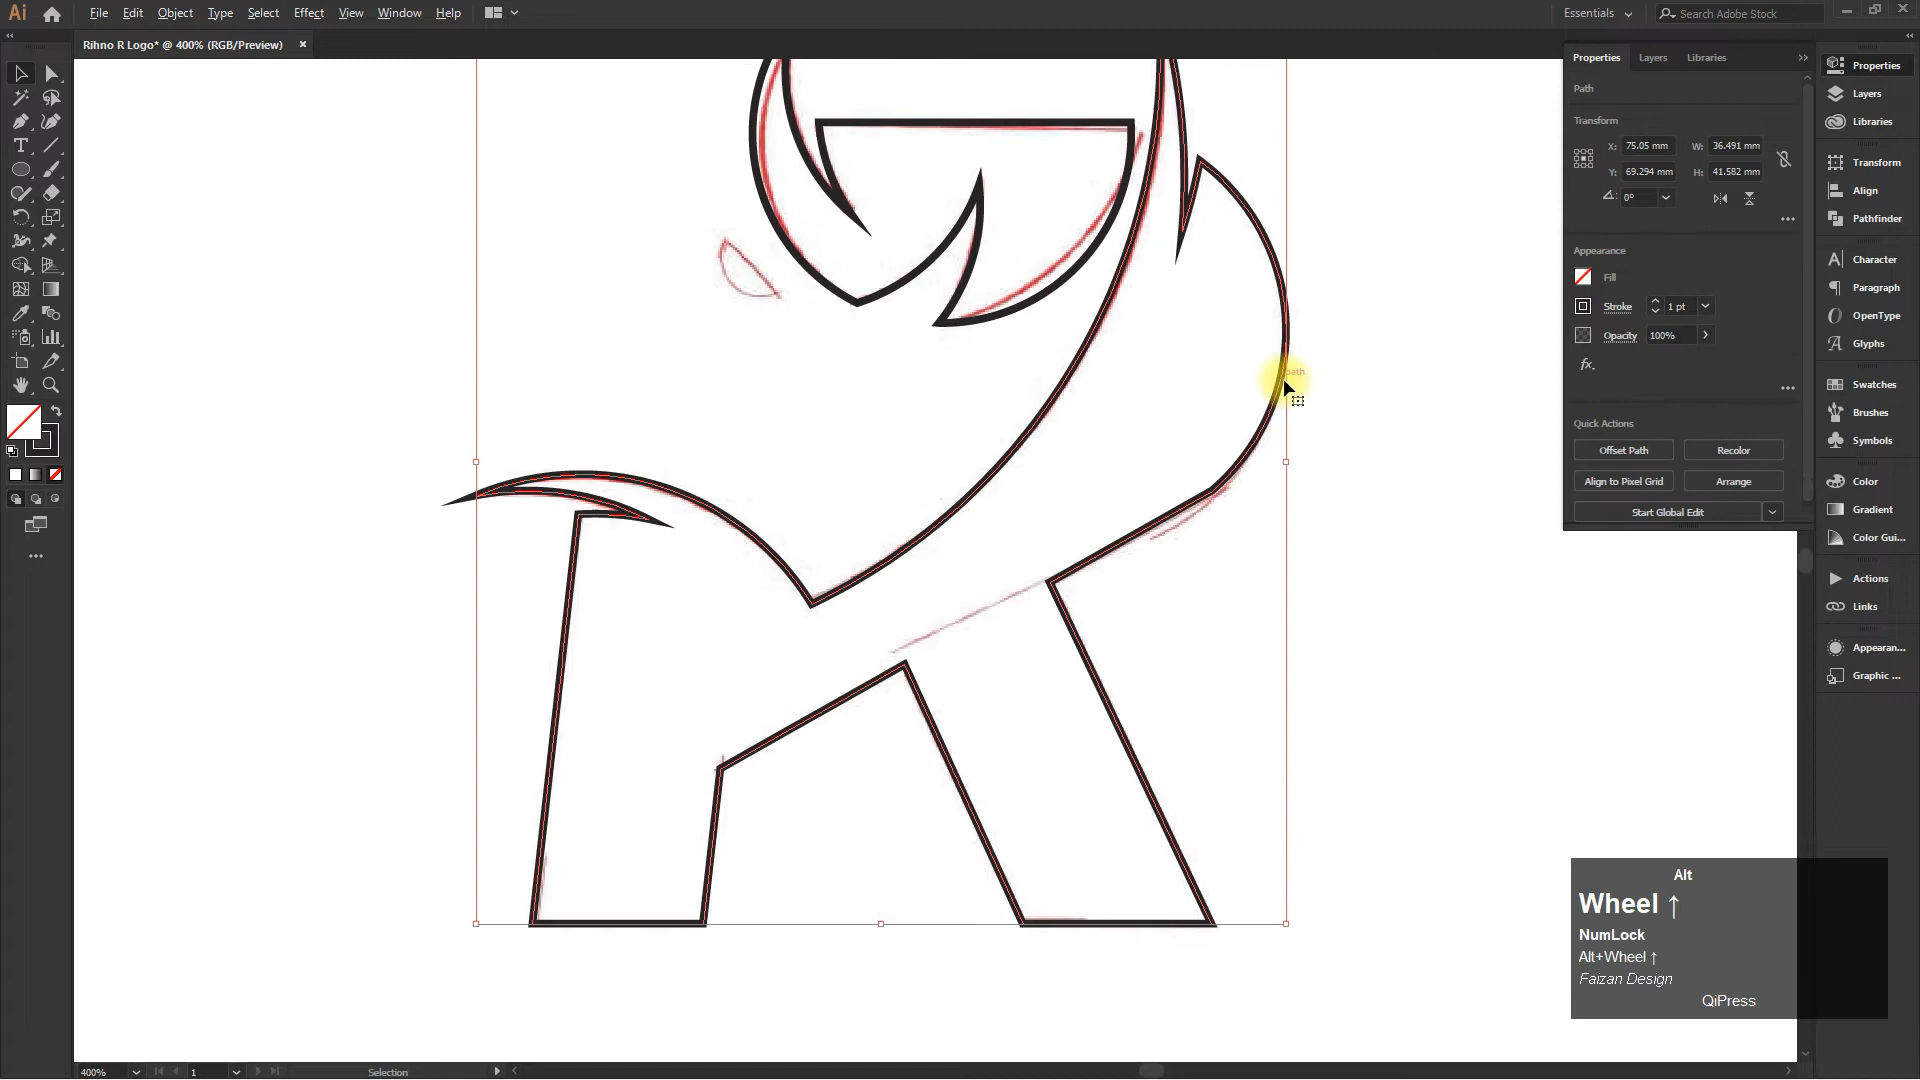 Ai
File Edit Object Type Select Effect View Window Help
Essentials
Search Adobe Stock
Rihno R Logo* @ 400% (RGB/Preview)
Properties Layers Libraries
Path
Transform
X: 75.05 mm W: 36.491 mm
Y: 69.294 mm H: 41.582 mm
0°
Appearance
Fill
Stroke 1 pt
Opacity 100%
fx.
Quick Actions
Offset Path Recolor
Align to Pixel Grid Arrange
Start Global Edit
Properties
Layers
Libraries
Transform
Align
Pathfinder
Character
Paragraph
OpenType
Glyphs
Swatches
Brushes
Symbols
Color
Gradient
Color Gui...
Actions
Links
Appearan...
Graphic ...
path
Alt
Wheel ↑
NumLock
Alt+Wheel ↑
Faizan Design
QiPress
400% 1 Selection